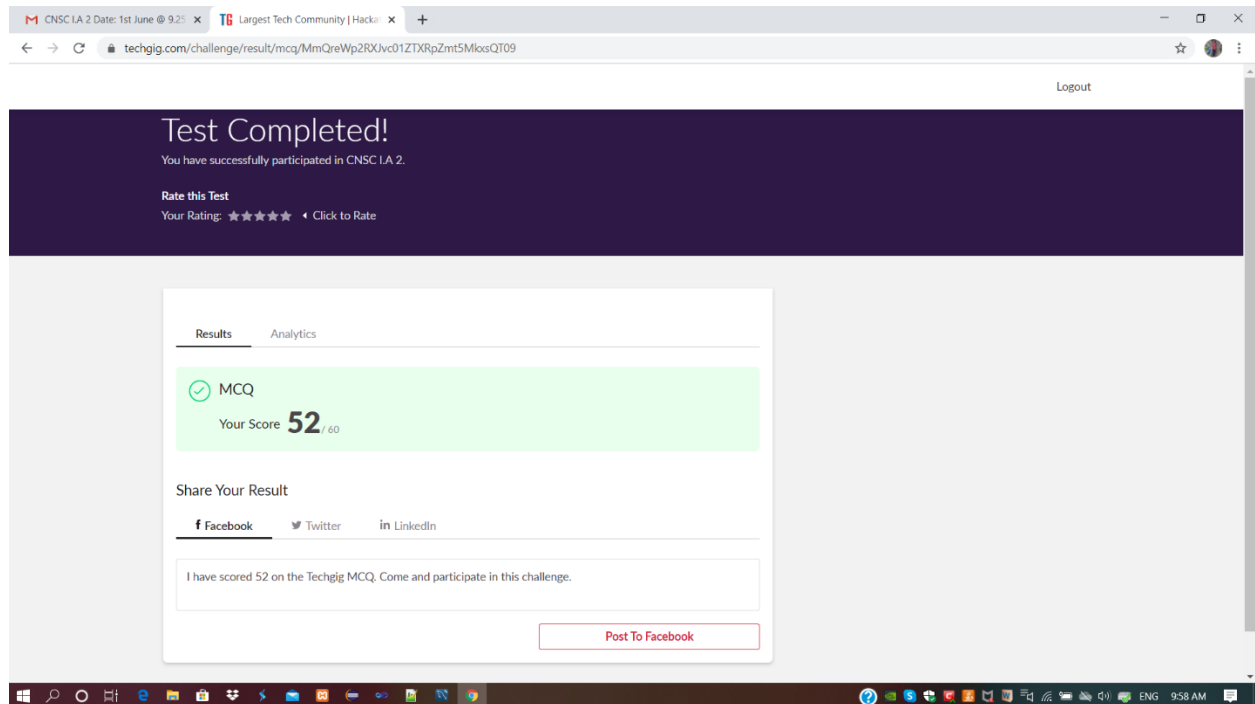 CNSC I.A 2 Date: 1st June @ 9.25
TG Largest Tech Community | Hacka
techgig.com/challenge/result/mcq/MmQreWp2RXJvc01ZTXRpZmt5MkxsQT09
Logout
Test Completed!
You have successfully participated in CNSC I.A 2.
Rate this Test
Your Rating: Click to Rate
Results Analytics
MCQ
Your Score 52 / 60
Share Your Result
Facebook Twitter LinkedIn
I have scored 52 on the Techgig MCQ. Come and participate in this challenge.
Post To Facebook
ENG 9:58 AM